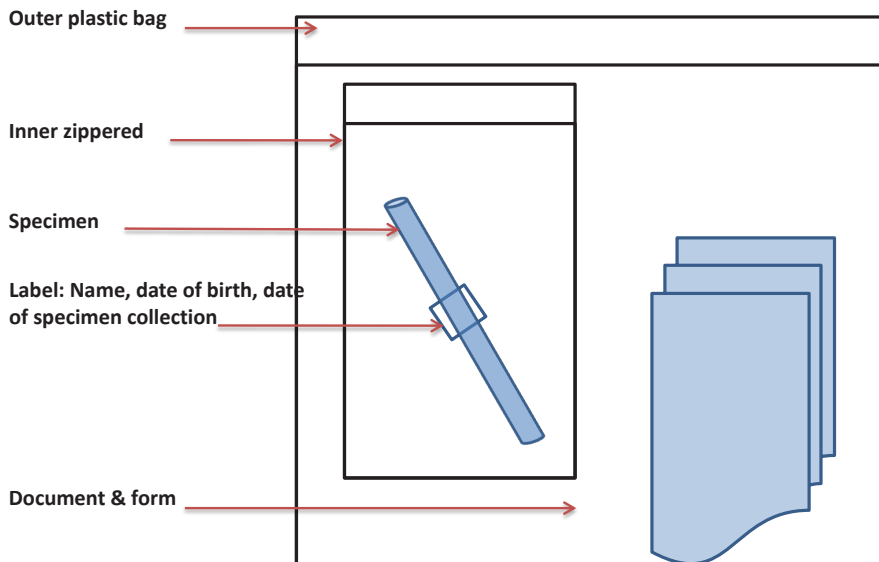 Outer plastic bag
Inner zippered
Specimen
Label: Name, date of birth, date
of specimen collection
Document & form